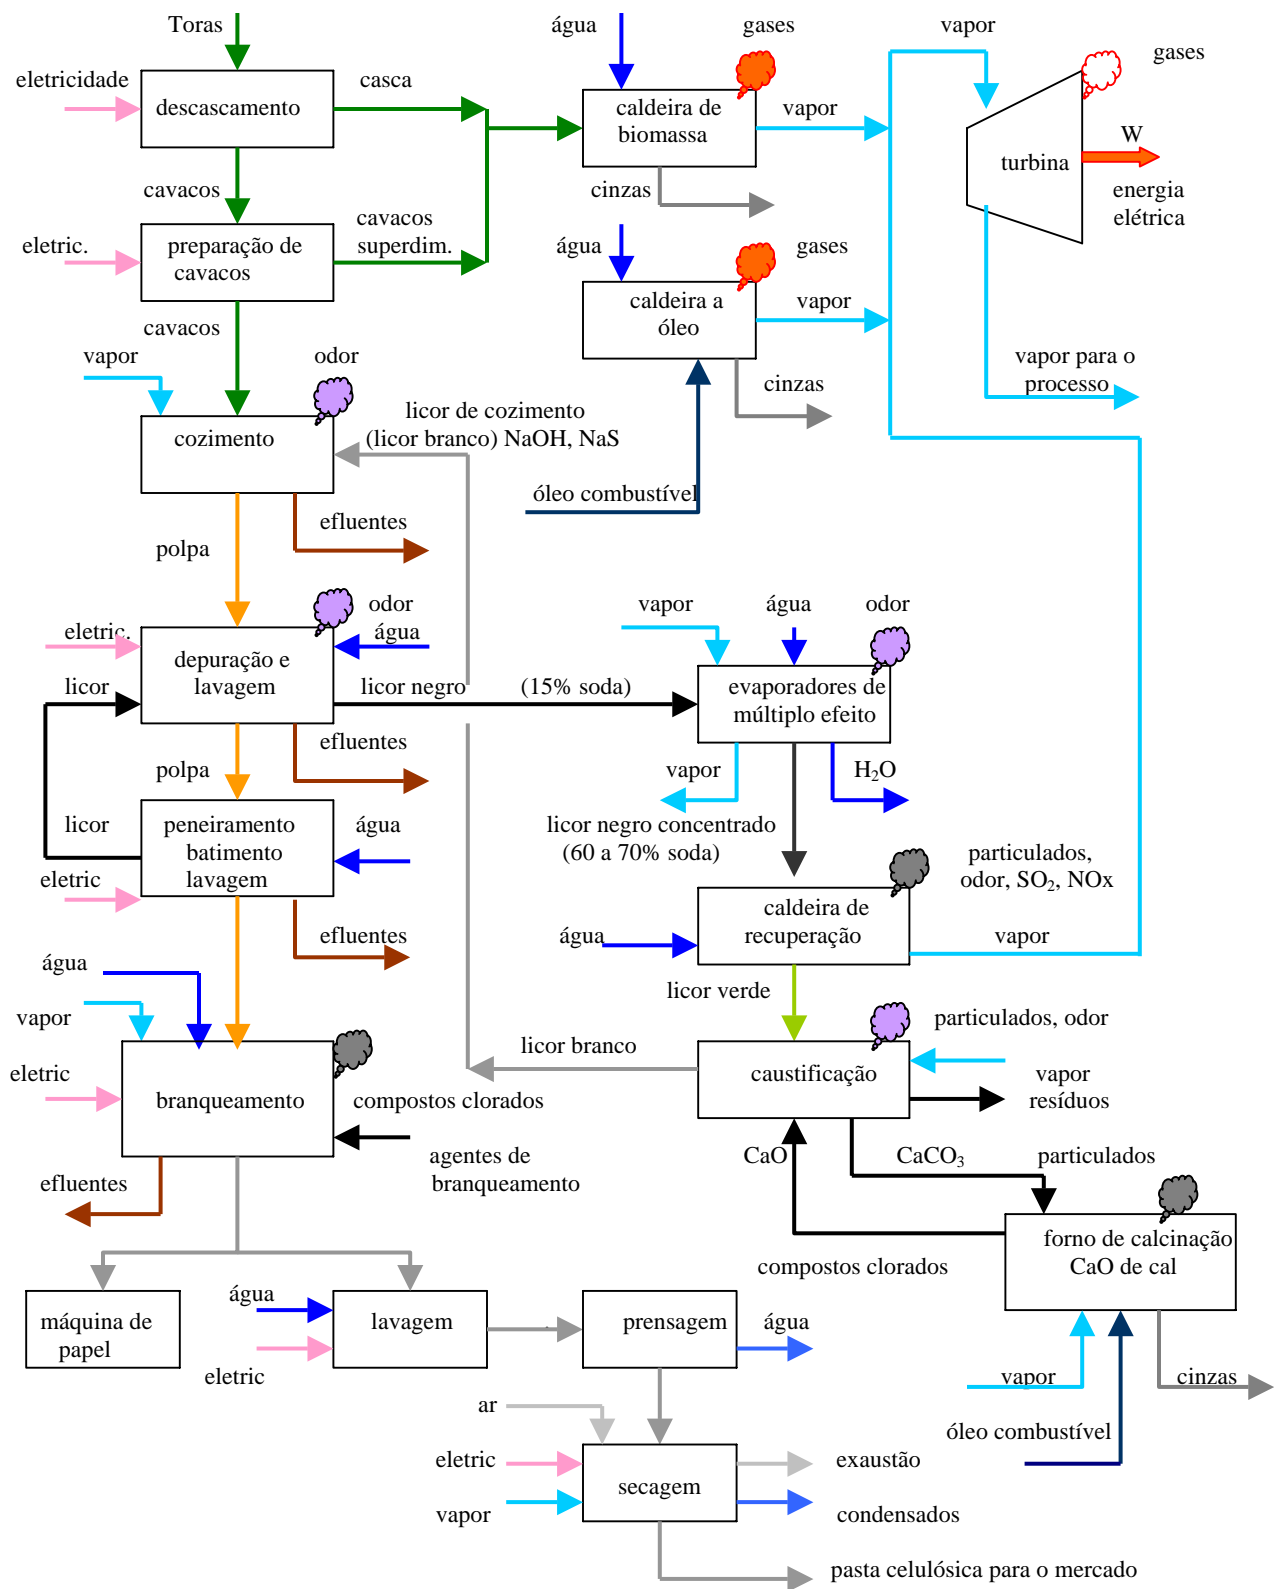 Toras
água
gases
vapor
gases
eletricidade
descascamento
casca
caldeira de
biomassa
vapor
turbina
W
energia
elétrica
cavacos
cinzas
eletric.
preparação de
cavacos
cavacos
superdim.
água
gases
caldeira a
óleo
vapor
cavacos
vapor
odor
cinzas
vapor para o
processo
cozimento
licor de cozimento
(licor branco) NaOH, NaS
óleo combustível
efluentes
polpa
odor
água
eletric.
depuração e
lavagem
licor
licor negro
(15% soda)
vapor
água
odor
evaporadores de
múltiplo efeito
efluentes
polpa
vapor
H₂O
licor
peneiramento
batimento
lavagem
água
eletric
licor negro concentrado
(60 a 70% soda)
particulados,
odor, SO₂, NOx
caldeira de
recuperação
água
vapor
efluentes
água
vapor
licor verde
particulados, odor
licor branco
eletric
branqueamento
compostos clorados
caustificação
vapor
resíduos
agentes de
branqueamento
efluentes
CaO
CaCO₃
particulados
forno de calcinação
CaO de cal
compostos clorados
máquina de
papel
água
lavagem
prensagem
água
eletric
vapor
cinzas
ar
óleo combustível
eletric
secagem
exaustão
vapor
condensados
pasta celulósica para o mercado